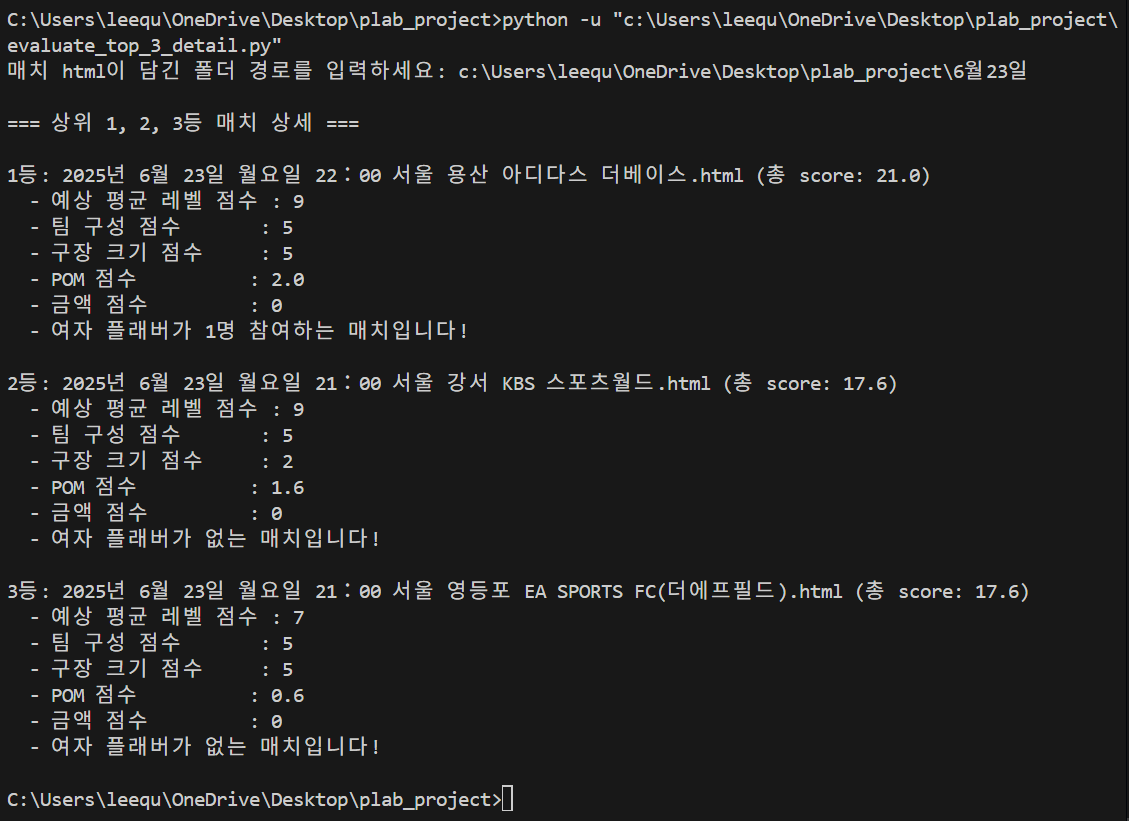 C:\Users\leequ\OneDrive\Desktop\plab_project>python -u "c:\Users\leequ\OneDrive\Desktop\plab_project\
evaluate_top_3_detail.py"
매치 html이 담긴 폴더 경로를 입력하세요: c:\Users\leequ\OneDrive\Desktop\plab_project\6월23일
=== 상위 1, 2, 3등 매치 상세 ===
1등: 2025년 6월 23일 월요일 22：00 서울 용산 아디다스 더베이스.html (총 score: 21.0)
- 예상 평균 레벨 점수 : 9
- 팀 구성 점수 : 5
- 구장 크기 점수 : 5
- POM 점수 : 2.0
- 금액 점수 : 0
- 여자 플래버가 1명 참여하는 매치입니다!
2등: 2025년 6월 23일 월요일 21：00 서울 강서 KBS 스포츠월드.html (총 score: 17.6)
- 예상 평균 레벨 점수 : 9
- 팀 구성 점수 : 5
- 구장 크기 점수 : 2
- POM 점수 : 1.6
- 금액 점수 : 0
- 여자 플래버가 없는 매치입니다!
3등: 2025년 6월 23일 월요일 21：00 서울 영등포 EA SPORTS FC(더에프필드).html (총 score: 17.6)
- 예상 평균 레벨 점수 : 7
- 팀 구성 점수 : 5
- 구장 크기 점수 : 5
- POM 점수 : 0.6
- 금액 점수 : 0
- 여자 플래버가 없는 매치입니다!
C:\Users\leequ\OneDrive\Desktop\plab_project>